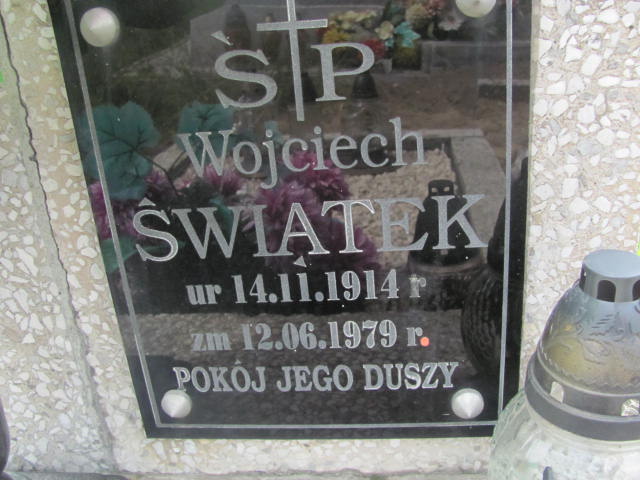 ŚP
Wojciech
ŚWIĄTEK
ur 14.11.1914 r
zm 12.06.1979 r.
POKÓJ JEGO DUSZY